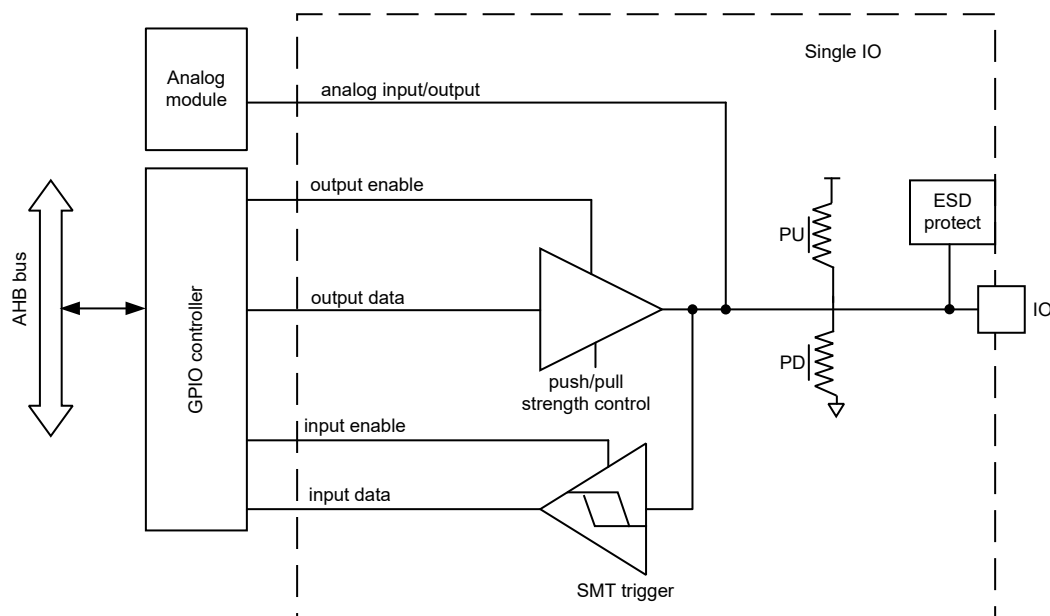 Single IO
Analog
module
analog input/output
output enable
ESD
protect
PU
AHB bus
GPIO controller
output data
IO
PD
push/pull
strength control
input enable
input data
SMT trigger